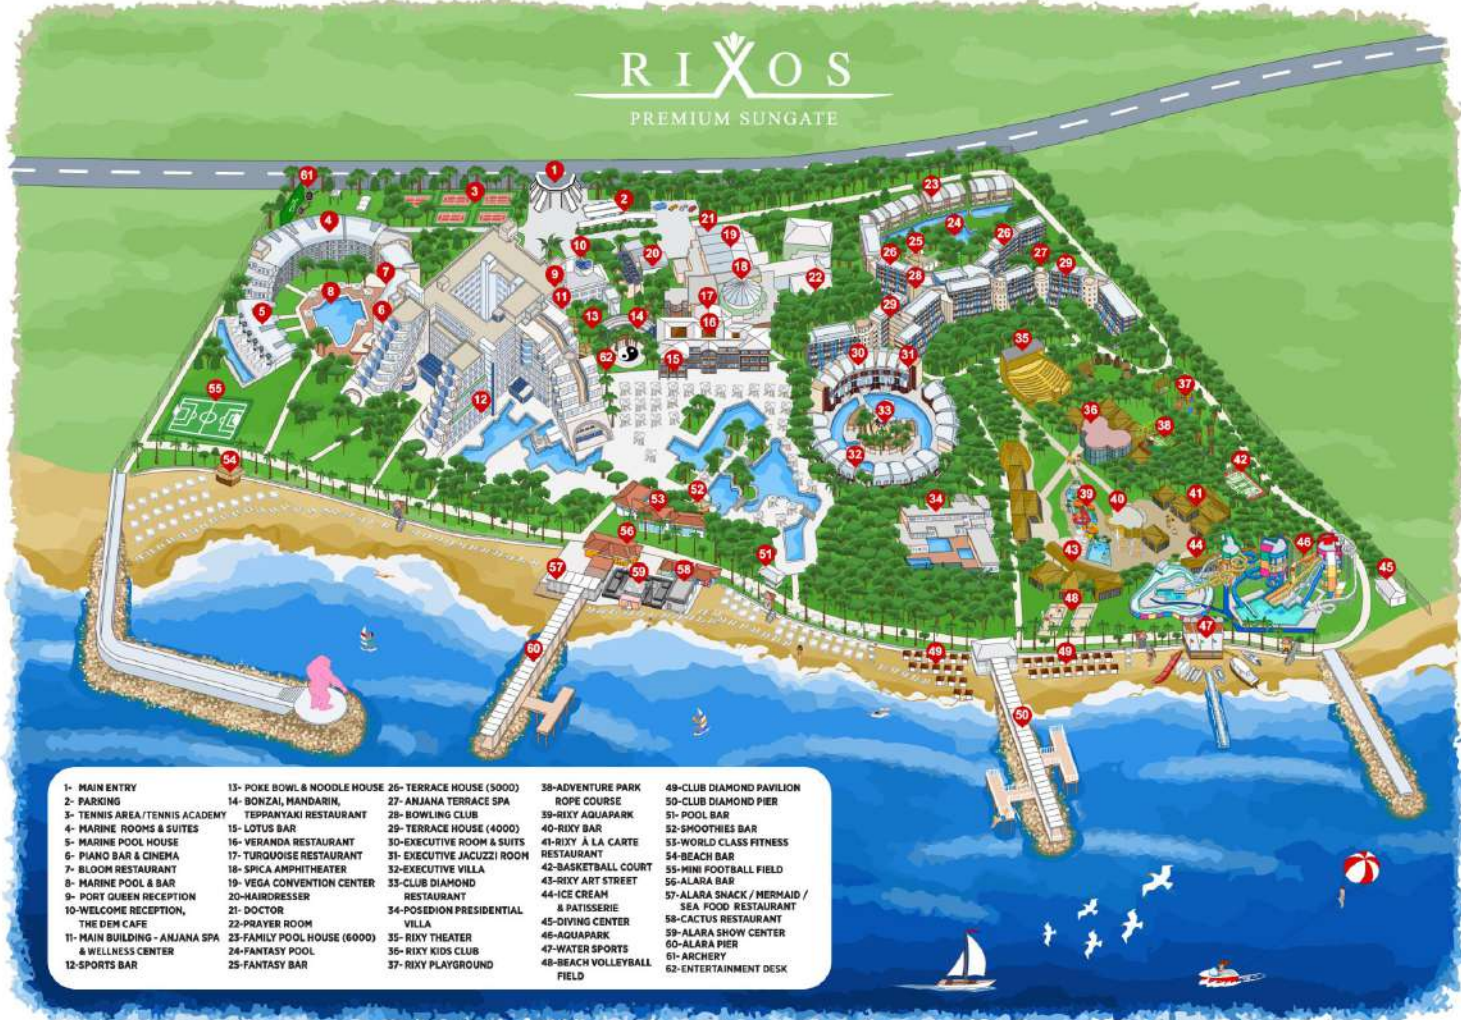 RIXOS
PREMIUM SUNGATE
1- MAIN ENTRY
2- PARKING
3- TENNIS AREA/TENNIS ACADEMY
4- MARINE ROOMS & SUITES
5- MARINE POOL HOUSE
6- PIANO BAR & CINEMA
7- BLOOM RESTAURANT
8- MARINE POOL & BAR
9- PORT QUEEN RECEPTION
10-WELCOME RECEPTION,
THE DEM CAFE
11- MAIN BUILDING - ANJANA SPA
& WELLNESS CENTER
12-SPORTS BAR
13- POKE BOWL & NOODLE HOUSE
14- BONZAI, MANDARIN,
TEPPANYAKI RESTAURANT
15- LOTUS BAR
16- VERANDA RESTAURANT
17- TURQUOISE RESTAURANT
18- SPICA AMPHITEATER
19- VEGA CONVENTION CENTER
20-HAIRDRESSER
21- DOCTOR
22-PRAYER ROOM
23-FAMILY POOL HOUSE (6000)
24-FANTASY POOL
25-FANTASY BAR
26- TERRACE HOUSE (5000)
27- ANJANA TERRACE SPA
28- BOWLING CLUB
29- TERRACE HOUSE (4000)
30-EXECUTIVE ROOM & SUITS
31- EXECUTIVE JACUZZI ROOM
32-EXECUTIVE VILLA
33-CLUB DIAMOND
RESTAURANT
34-POSEDION PRESIDENTIAL
VILLA
35- RIXY THEATER
36- RIXY KIDS CLUB
37- RIXY PLAYGROUND
38-ADVENTURE PARK
ROPE COURSE
39-RIXY AQUAPARK
40-RIXY BAR
41-RIXY À LA CARTE
RESTAURANT
42-BASKETBALL COURT
43-RIXY ART STREET
44-ICE CREAM
& PATISSERIE
45-DIVING CENTER
46-AQUAPARK
47-WATER SPORTS
48-BEACH VOLLEYBALL
FIELD
49-CLUB DIAMOND PAVILION
50-CLUB DIAMOND PIER
51- POOL BAR
52-SMOOTHIES BAR
53-WORLD CLASS FITNESS
54-BEACH BAR
55-MINI FOOTBALL FIELD
56-ALARA BAR
57-ALARA SNACK / MERMAID /
SEA FOOD RESTAURANT
58-CACTUS RESTAURANT
59-ALARA SHOW CENTER
60-ALARA PIER
61- ARCHERY
62-ENTERTAINMENT DESK